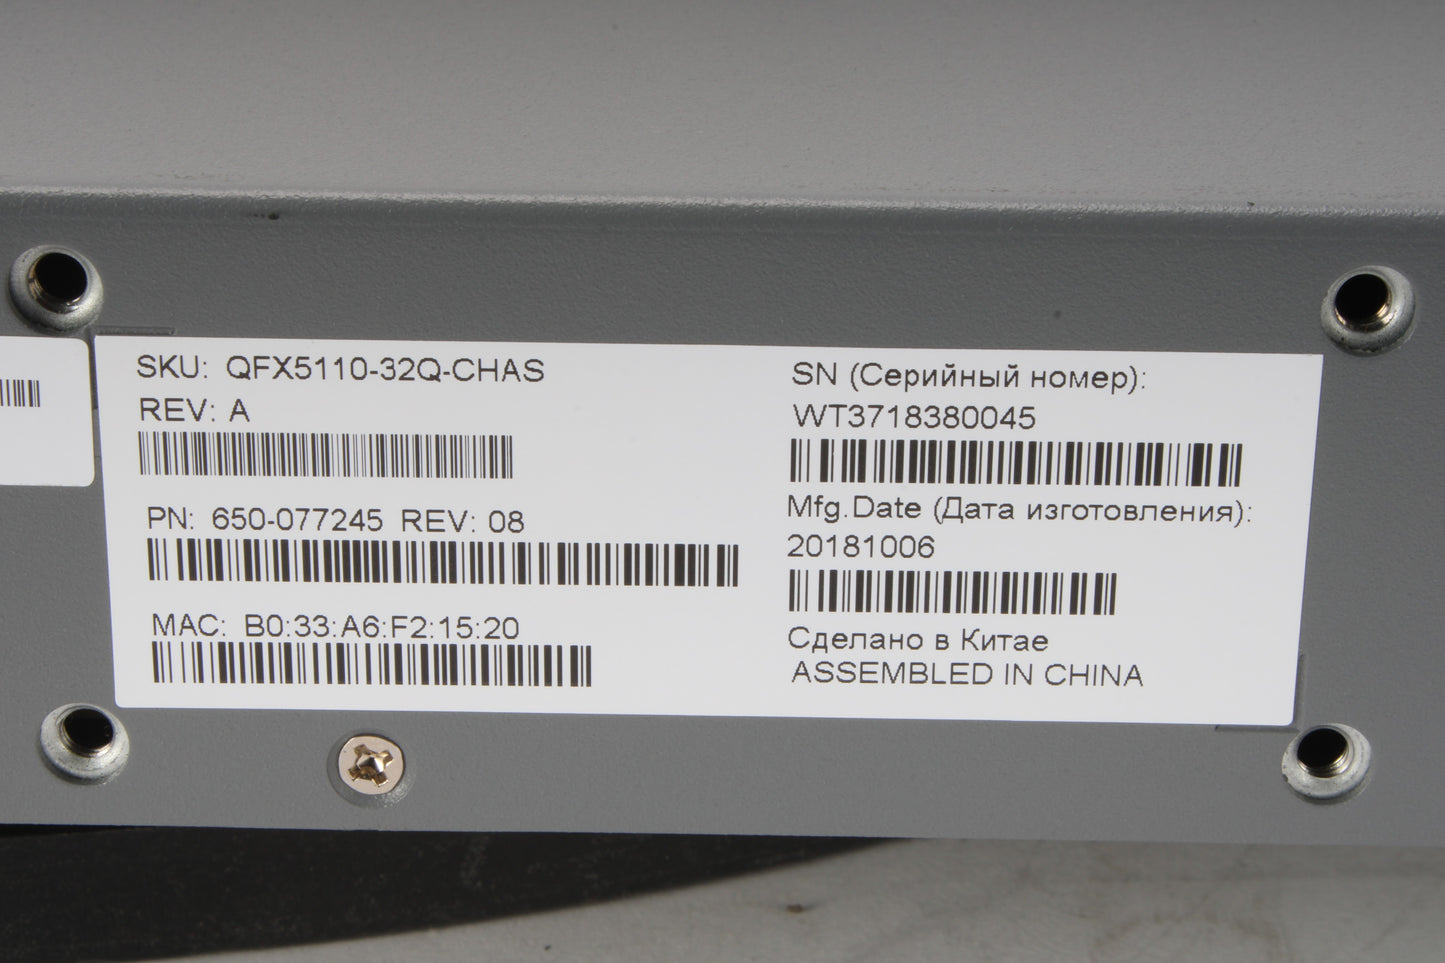 SKU: QFX5110-32Q-CHAS
REV: A
PN: 650-077245 REV: 08
MAC: B0:33:A6:F2:15:20
SN (Серийный номер):
WT3718380045
Mfg.Date (Дата изготовления):
20181006
Сделано в Китае
ASSEMBLED IN CHINA